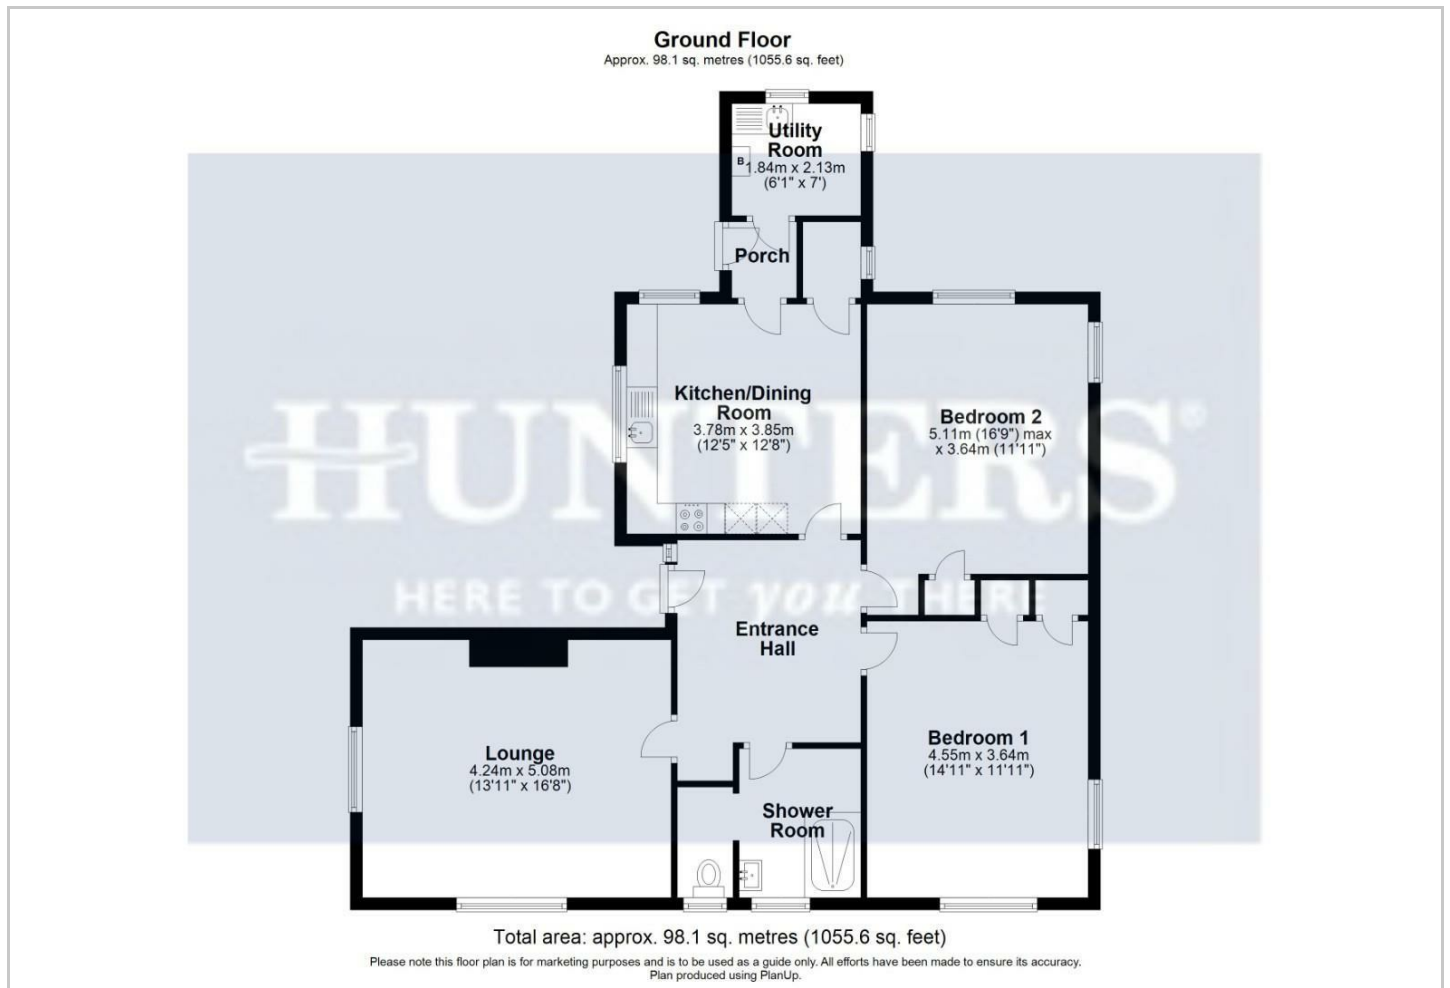 Ground Floor
Approx. 98.1 sq. metres (1055.6 sq. feet)
Utility
Room
B
1.84m x 2.13m
(6'1" x 7')
Porch
Kitchen/Dining
Room
3.78m x 3.85m
(12'5" x 12'8")
Bedroom 2
5.11m (16'9") max
x 3.64m (11'11")
HUNTERS®
HERE TO GET you THERE
Entrance
Hall
Lounge
4.24m x 5.08m
(13'11" x 16'8")
Bedroom 1
4.55m x 3.64m
(14'11" x 11'11")
Shower
Room
Total area: approx. 98.1 sq. metres (1055.6 sq. feet)
Please note this floor plan is for marketing purposes and is to be used as a guide only. All efforts have been made to ensure its accuracy.
Plan produced using PlanUp.